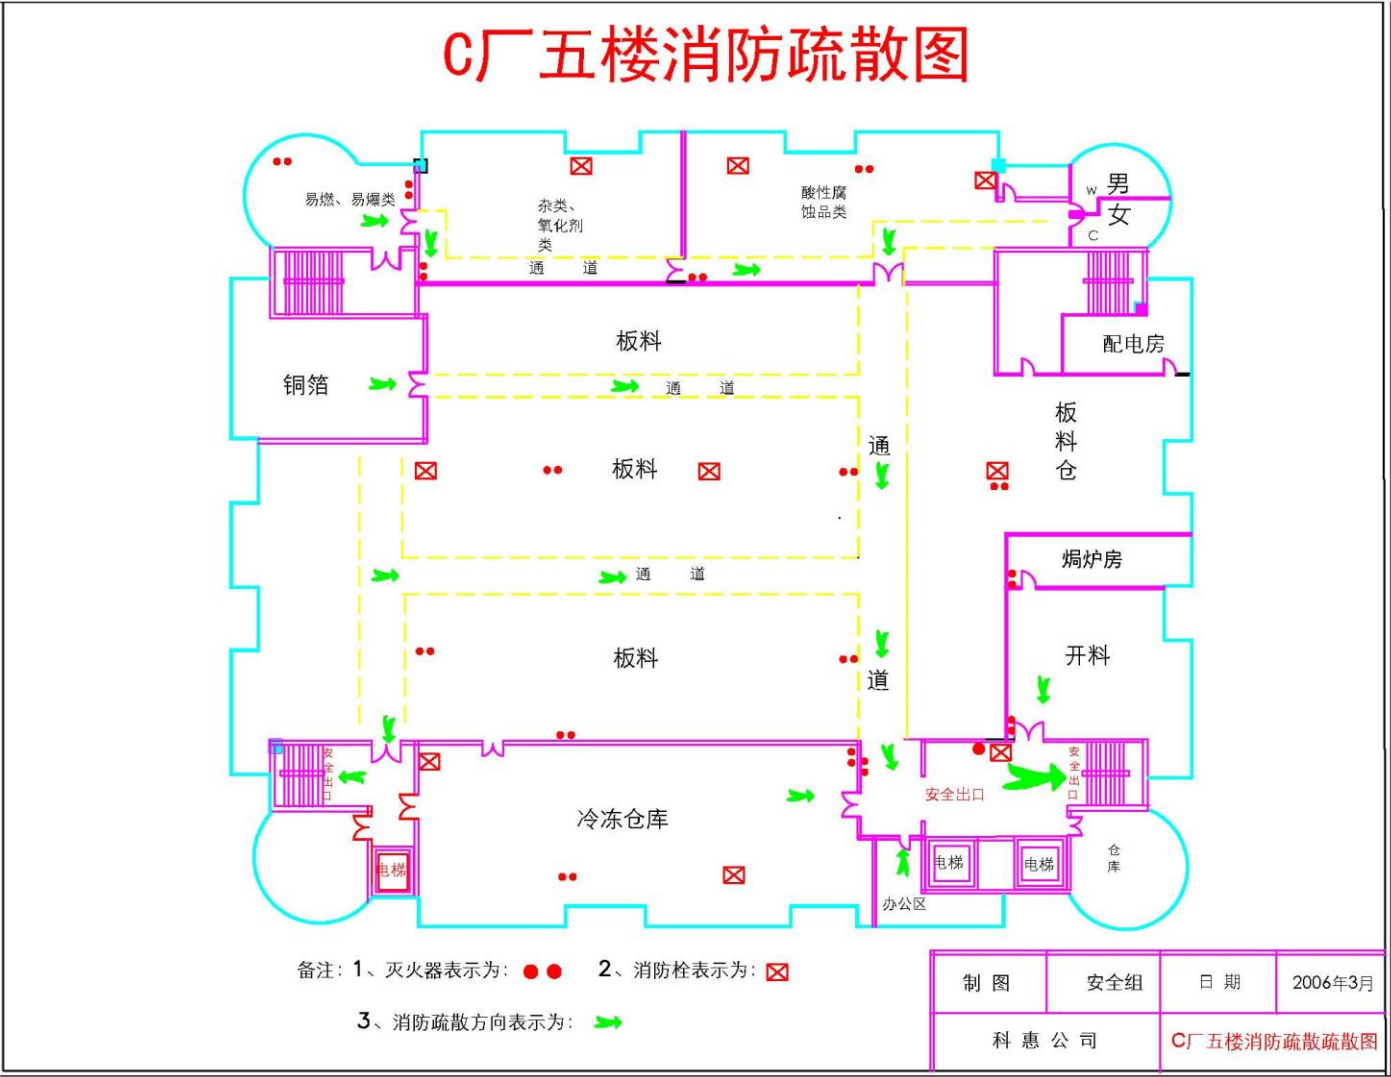 C厂五楼消防疏散图
易燃、易爆类
杂类、
氧化剂
类
酸性腐
蚀品类
W
男
女
C
通 道
板料
配电房
铜箔
通 道
板
料
仓
通
板料
焗炉房
通 道
板料
开料
道
安
全
出
口
安
全
出
口
安全出口
冷冻仓库
电梯
电梯
电梯
仓
库
办公区
备注：1、灭火器表示为： 2、消防栓表示为：
3、消防疏散方向表示为：
制 图 安全组 日 期 2006年3月
科 惠 公 司 C厂五楼消防疏散疏散图